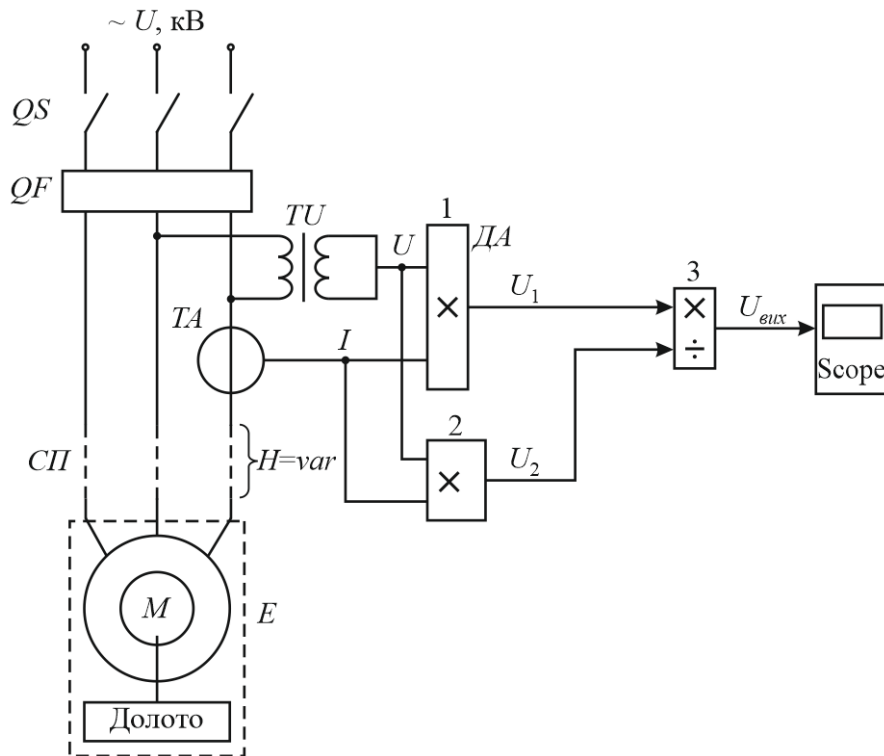 ~ U, кВ
QS
QF
TU
1
U
ДА
×
U1
3
×
÷
Uвих
Scope
TA
I
2
×
U2
СП
H=var
M
E
Долото